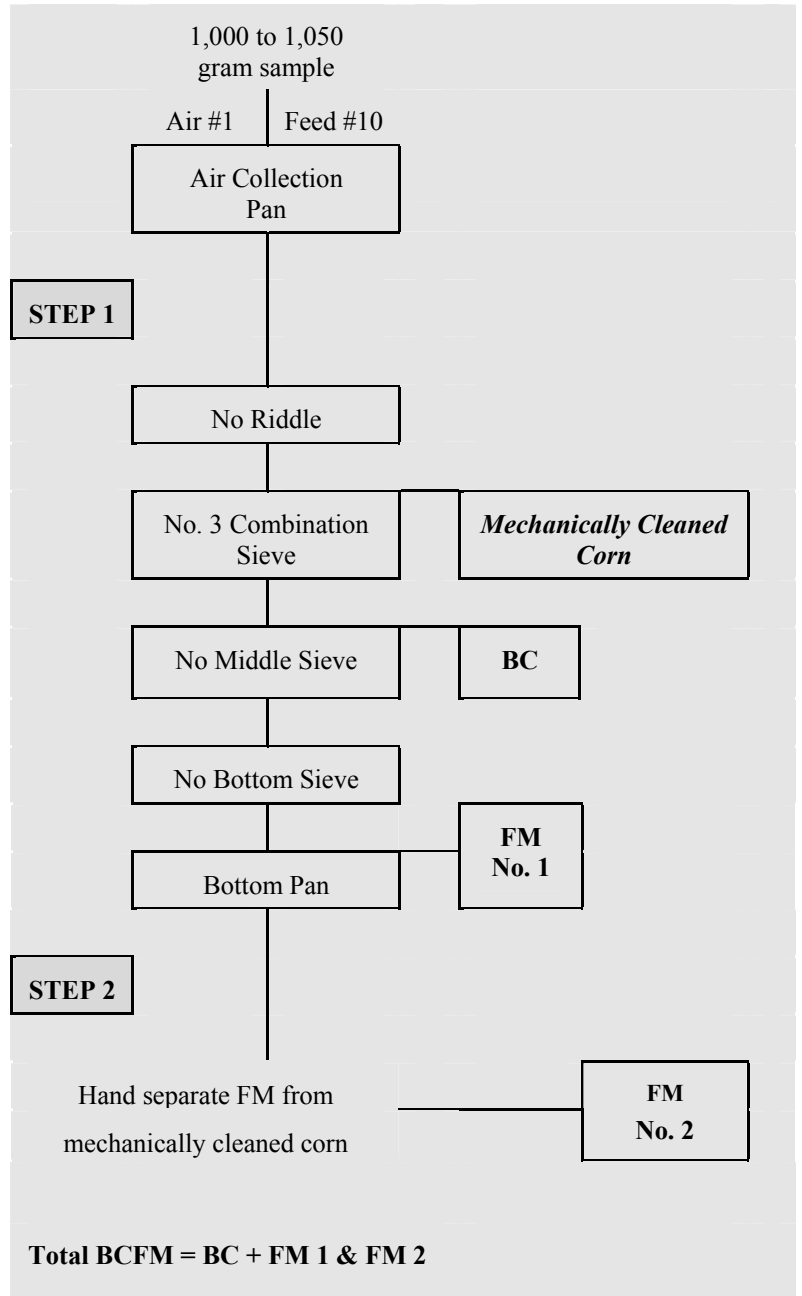 1,000 to 1,050
gram sample
Air #1 Feed #10
Air Collection
Pan
STEP 1
No Riddle
No. 3 Combination
Sieve
Mechanically Cleaned
Corn
No Middle Sieve
BC
No Bottom Sieve
FM
No. 1
Bottom Pan
STEP 2
Hand separate FM from
mechanically cleaned corn
FM
No. 2
Total BCFM = BC + FM 1 & FM 2